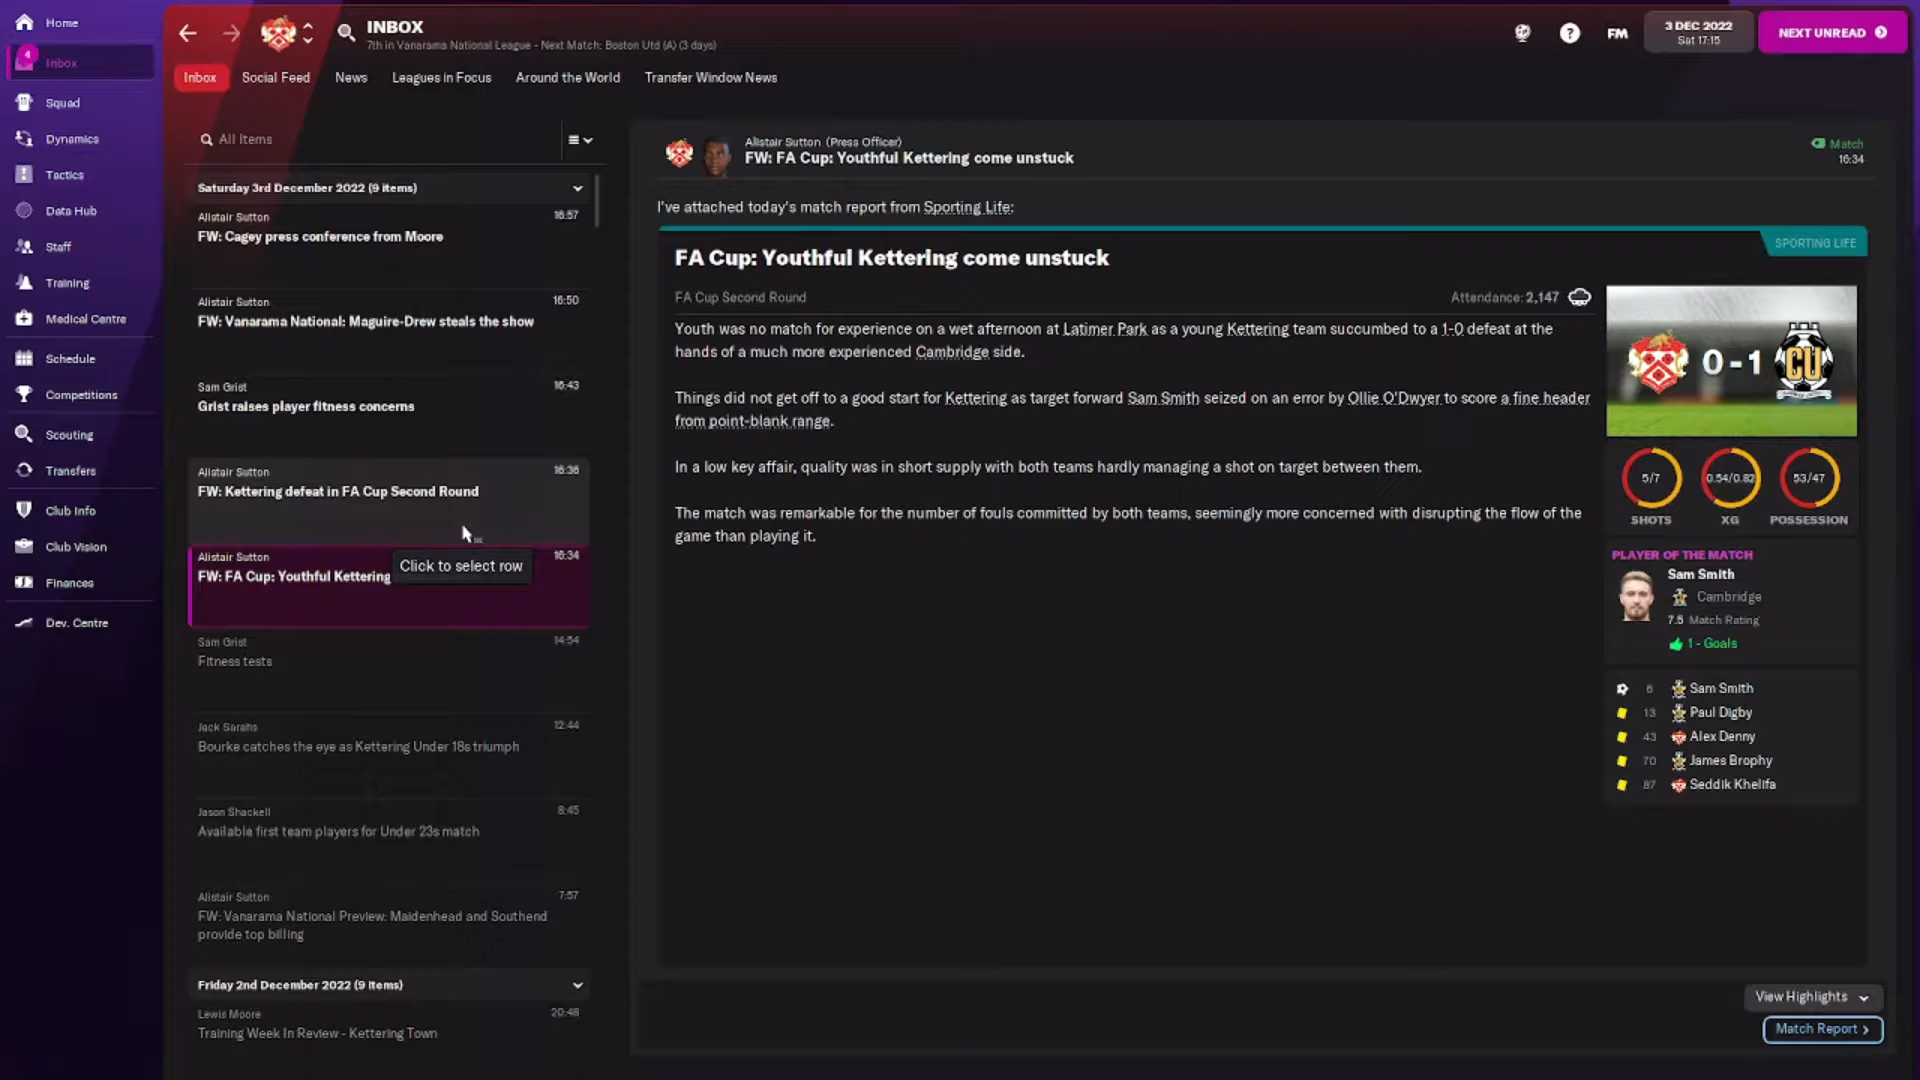 Home
4
Inbox
Squad
Dynamics
Tactics
Data Hub
Staff
Training
Medical Centre
Schedule
Competitions
Scouting
Transfers
Club Info
Club Vision
Finances
Dev. Centre
INBOX
7th in Vanarama National League - Next Match: Boston Utd (A) (3 days)
?
FM
3 DEC 2022
Sat 17:15
NEXT UNREAD
Inbox Social Feed News Leagues in Focus Around the World Transfer Window News
All Items
Saturday 3rd December 2022 (9 items)
Alistair Sutton 16:57
FW: Cagey press conference from Moore
Alistair Sutton 16:50
FW: Vanarama National: Maguire-Drew steals the show
Sam Grist 16:43
Grist raises player fitness concerns
Alistair Sutton 16:36
FW: Kettering defeat in FA Cup Second Round
Alistair Sutton 16:34
FW: FA Cup: Youthful Kettering
Click to select row
Sam Grist 14:54
Fitness tests
Jack Sarahs 12:44
Bourke catches the eye as Kettering Under 18s triumph
Jason Shackell 8:45
Available first team players for Under 23s match
Alistair Sutton 7:57
FW: Vanarama National Preview: Maidenhead and Southend
provide top billing
Friday 2nd December 2022 (9 items)
Lewis Moore 20:48
Training Week In Review - Kettering Town
Alistair Sutton (Press Officer)
FW: FA Cup: Youthful Kettering come unstuck
Match
16:34
I've attached today's match report from Sporting Life:
SPORTING LIFE
FA Cup: Youthful Kettering come unstuck
FA Cup Second Round Attendance: 2,147
Youth was no match for experience on a wet afternoon at Latimer Park as a young Kettering team succumbed to a 1-0 defeat at the
hands of a much more experienced Cambridge side.
Things did not get off to a good start for Kettering as target forward Sam Smith seized on an error by Ollie O'Dwyer to score a fine header
from point-blank range.
In a low key affair, quality was in short supply with both teams hardly managing a shot on target between them.
The match was remarkable for the number of fouls committed by both teams, seemingly more concerned with disrupting the flow of the
game than playing it.
0 - 1
CU
5/7 0.54/0.82 53/47
SHOTS XG POSSESSION
PLAYER OF THE MATCH
Sam Smith
Cambridge
7.5 Match Rating
1 - Goals
6 Sam Smith
13 Paul Digby
43 Alex Denny
70 James Brophy
87 Seddik Khelifa
View Highlights
Match Report >